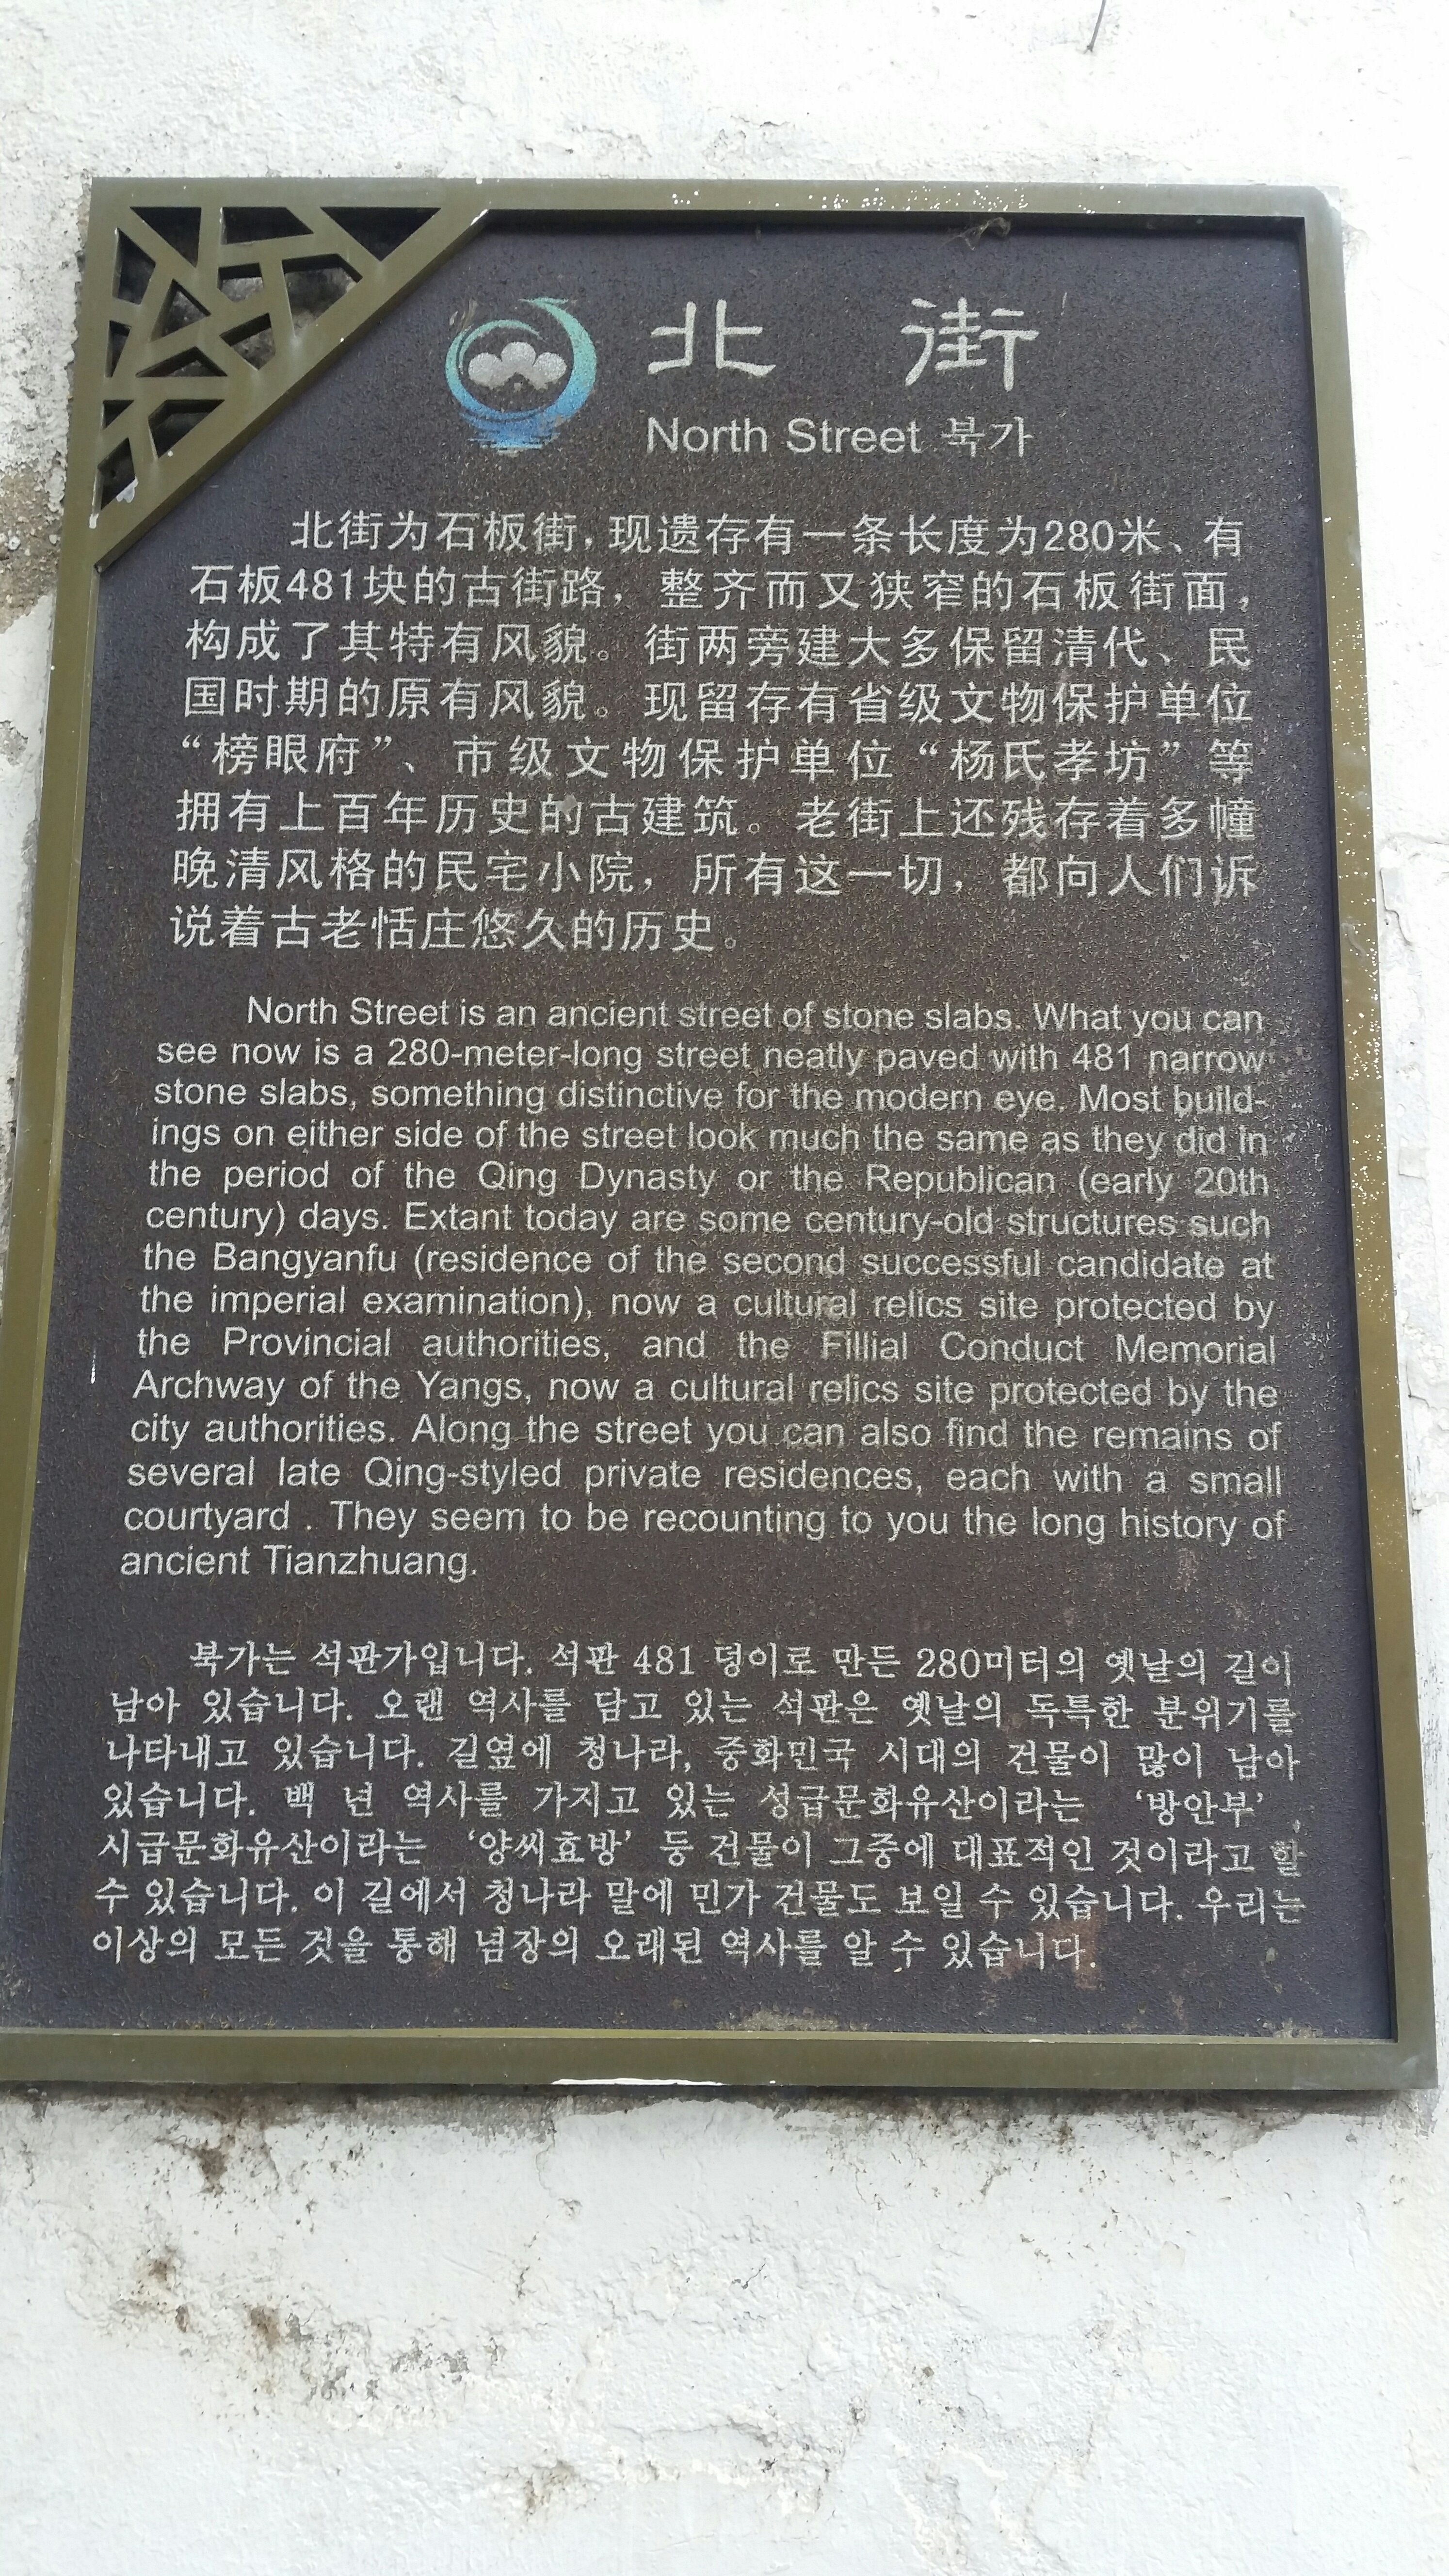 北街
North Street 북가
北街为石板街，现遗存有一条长度为280米、有
石板481块的古街路，整齐而又狭窄的石板街面，
构成了其特有风貌。街两旁建大多保留清代、民
国时期的原有风貌。现留存有省级文物保护单位
“榜眼府”、市级文物保护单位“杨氏孝坊”等
拥有上百年历史的古建筑。老街上还残存着多幢
晚清风格的民宅小院，所有这一切，都向人们诉
说着古老恬庄悠久的历史。
North Street is an ancient street of stone slabs. What you can
see now is a 280-meter-long street neatly paved with 481 narrow
stone slabs, something distinctive for the modern eye. Most build-
ings on either side of the street look much the same as they did in
the period of the Qing Dynasty or the Republican (early 20th
century) days. Extant today are some century-old structures such
the Bangyanfu (residence of the second successful candidate at
the imperial examination), now a cultural relics site protected by
the Provincial authorities, and the Fillial Conduct Memorial
Archway of the Yangs, now a cultural relics site protected by the
city authorities. Along the street you can also find the remains of
several late Qing-styled private residences, each with a small
courtyard . They seem to be recounting to you the long history of
ancient Tianzhuang.
북가는 석판가입니다. 석판 481 덩이로 만든 280미터의 옛날의 길이
남아 있습니다. 오랜 역사를 담고 있는 석판은 옛날의 독특한 분위기를
나타내고 있습니다. 길옆에 청나라, 중화민국 시대의 건물이 많이 남아
있습니다. 백 년 역사를 가지고 있는 성급문화유산이라는 ‘방안부’,
시급문화유산이라는 ‘양씨효방’ 등 건물이 그중에 대표적인 것이라고 할
수 있습니다. 이 길에서 청나라 말에 민가 건물도 보일 수 있습니다. 우리는
이상의 모든 것을 통해 념장의 오래된 역사를 알 수 있습니다.